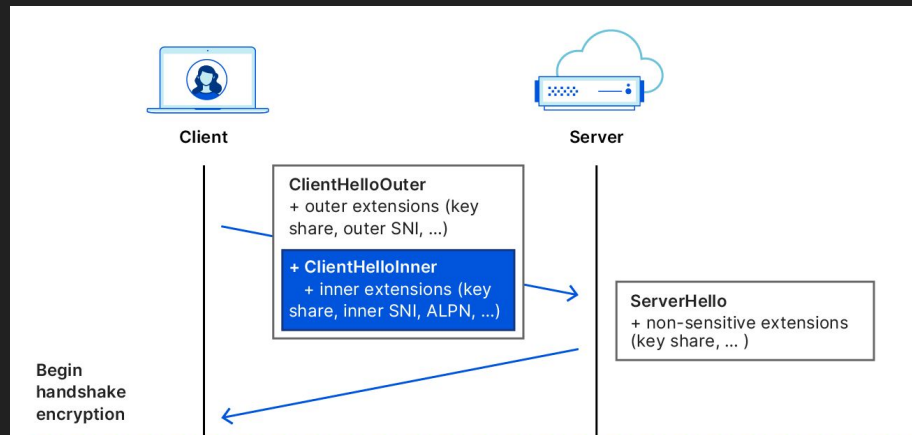 Client
Server
ClientHelloOuter
+ outer extensions (key
share, outer SNI, ...)
+ ClientHelloInner
+ inner extensions (key
share, inner SNI, ALPN, ...)
ServerHello
+ non-sensitive extensions
(key share, ... )
Begin
handshake
encryption